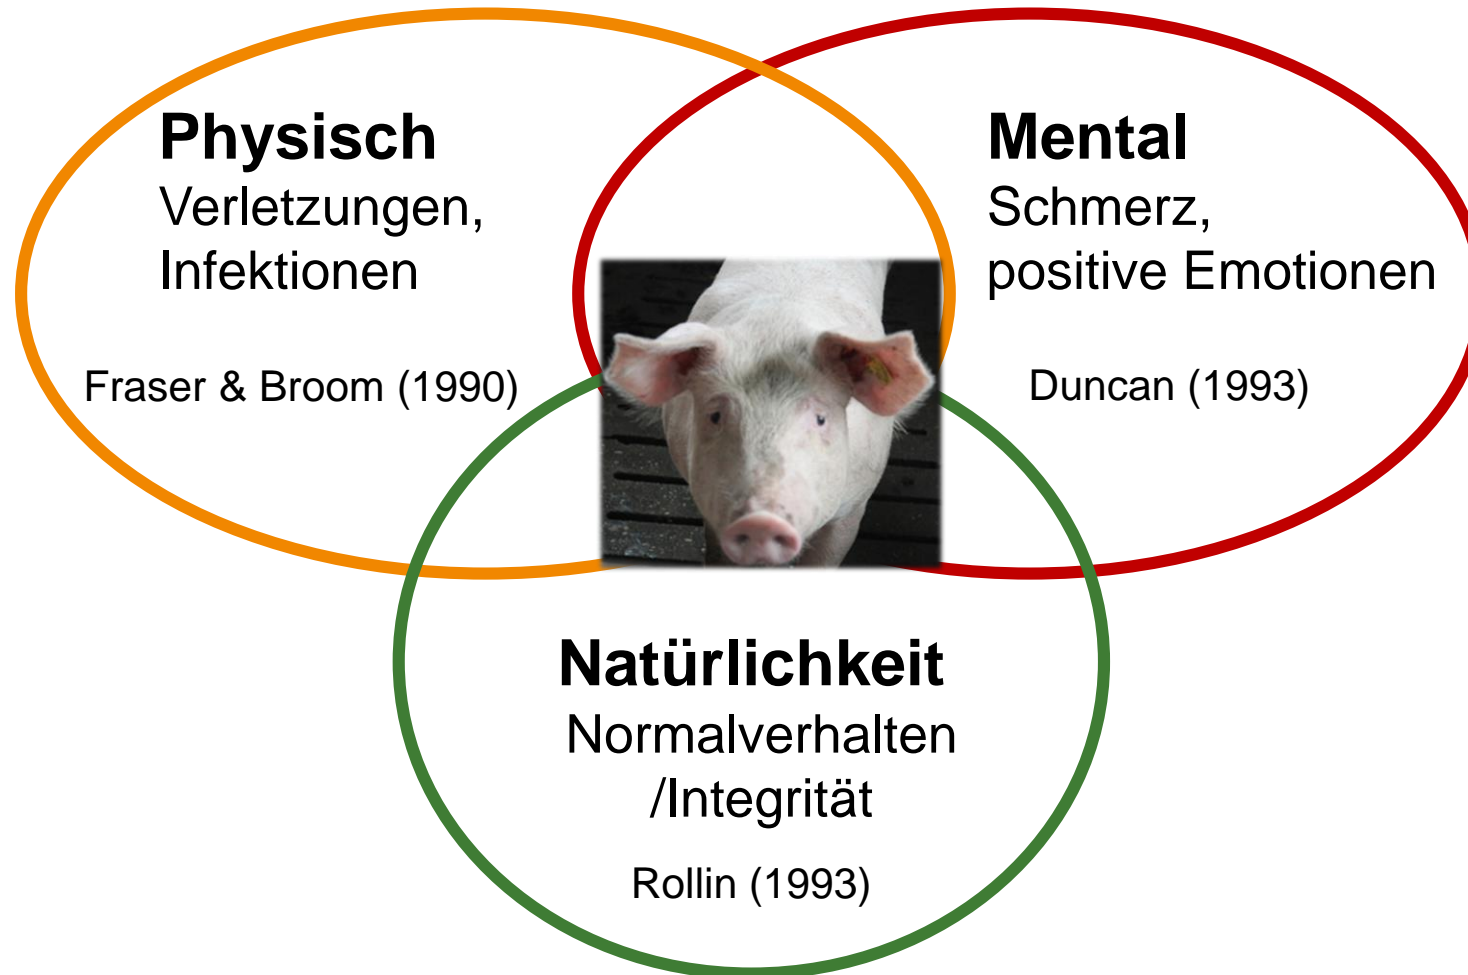 Physisch
Verletzungen,
Infektionen
Fraser & Broom (1990)
Mental
Schmerz,
positive Emotionen
Duncan (1993)
Natürlichkeit
Normalverhalten
/Integrität
Rollin (1993)